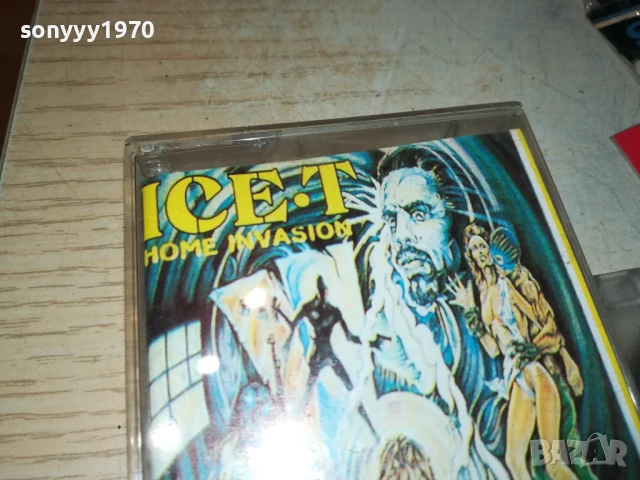 sonyyy1970
ICE·T
HOME INVASION
BAZAR